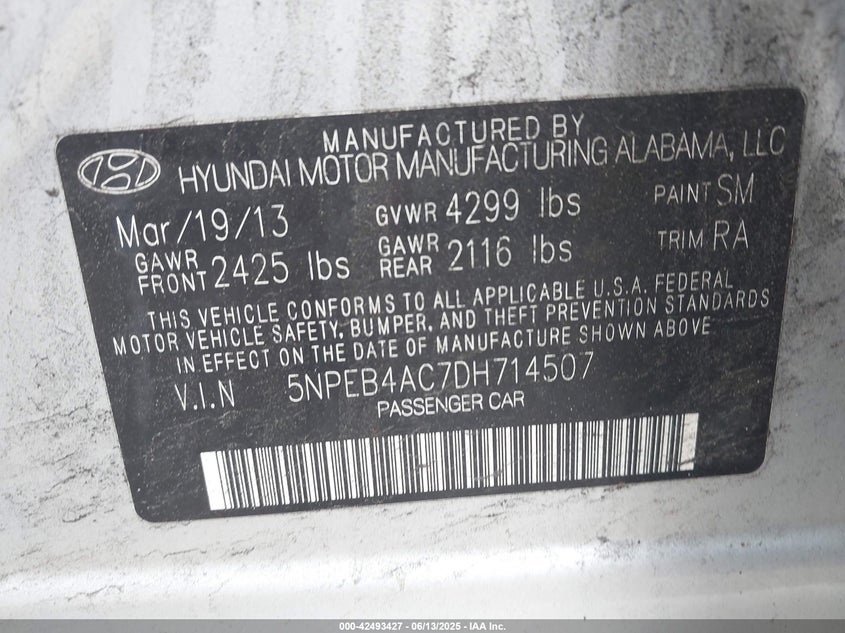 MANUFACTURED BY
HYUNDAI MOTOR MANUFACTURING ALABAMA, LLC
Mar/19/13 GVWR 4299 lbs PAINT SM
GAWR FRONT 2425 lbs GAWR REAR 2116 lbs TRIM RA
THIS VEHICLE CONFORMS TO ALL APPLICABLE U.S.A. FEDERAL
MOTOR VEHICLE SAFETY, BUMPER, AND THEFT PREVENTION STANDARDS
IN EFFECT ON THE DATE OF MANUFACTURE SHOWN ABOVE
V.I.N 5NPEB4AC7DH714507
PASSENGER CAR
000-42493427 - 06/13/2025 - IAA Inc.